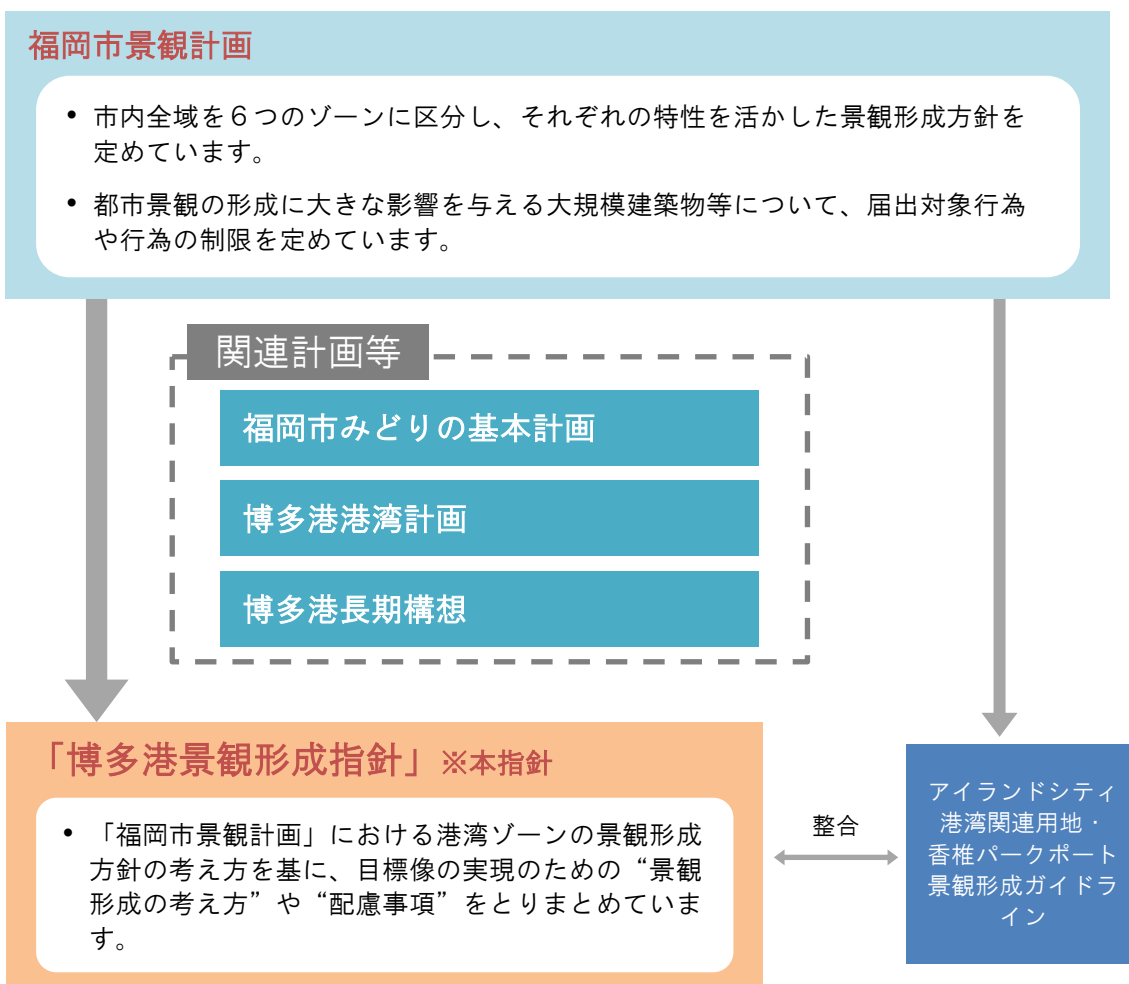 福岡市景観計画
• 市内全域を６つのゾーンに区分し、それぞれの特性を活かした景観形成方針を
定めています。
• 都市景観の形成に大きな影響を与える大規模建築物等について、届出対象行為
や行為の制限を定めています。
関連計画等
福岡市みどりの基本計画
博多港港湾計画
博多港長期構想
「博多港景観形成指針」※本指針
• 「福岡市景観計画」における港湾ゾーンの景観形成
方針の考え方を基に、目標像の実現のための“景観
形成の考え方”や“配慮事項”をとりまとめていま
す。
整合
アイランドシティ
港湾関連用地・
香椎パークポート
景観形成ガイドラ
イン